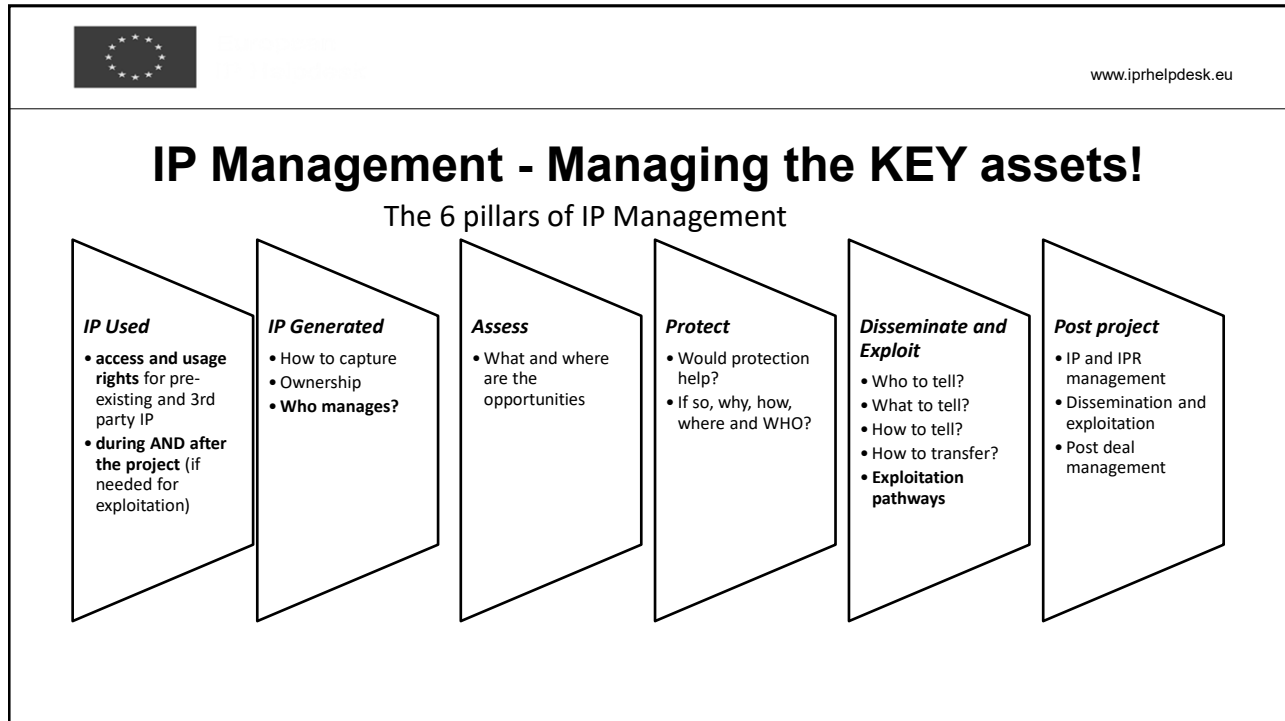 www.iprhelpdesk.eu
IP Management - Managing the KEY assets!
The 6 pillars of IP Management
IP Used
• access and usage
rights for pre-
existing and 3rd
party IP
• during AND after
the project (if
needed for
exploitation)
IP Generated
• How to capture
• Ownership
• Who manages?
Assess
• What and where
are the
opportunities
Protect
• Would protection
help?
• If so, why, how,
where and WHO?
Disseminate and
Exploit
• Who to tell?
• What to tell?
• How to tell?
• How to transfer?
• Exploitation
pathways
Post project
• IP and IPR
management
• Dissemination and
exploitation
• Post deal
management